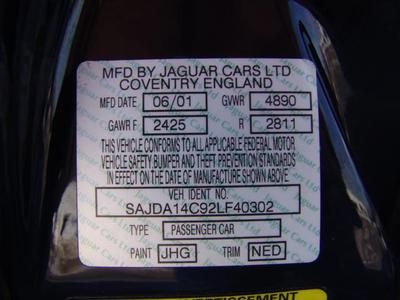 MFD BY JAGUAR CARS LTD
COVENTRY ENGLAND
MFD DATE 06/01 GVWR 4890
GAWR F 2425 R 2811
THIS VEHICLE CONFORMS TO ALL APPLICABLE FEDERAL MOTOR
VEHICLE SAFETY, BUMPER AND THEFT PREVENTION STANDARDS
IN EFFECT ON THE DATE OF MANUFACTURE SHOWN ABOVE.
VEH IDENT NO.
SAJDA14C92LF40302
TYPE PASSENGER CAR
PAINT JHG TRIM NED